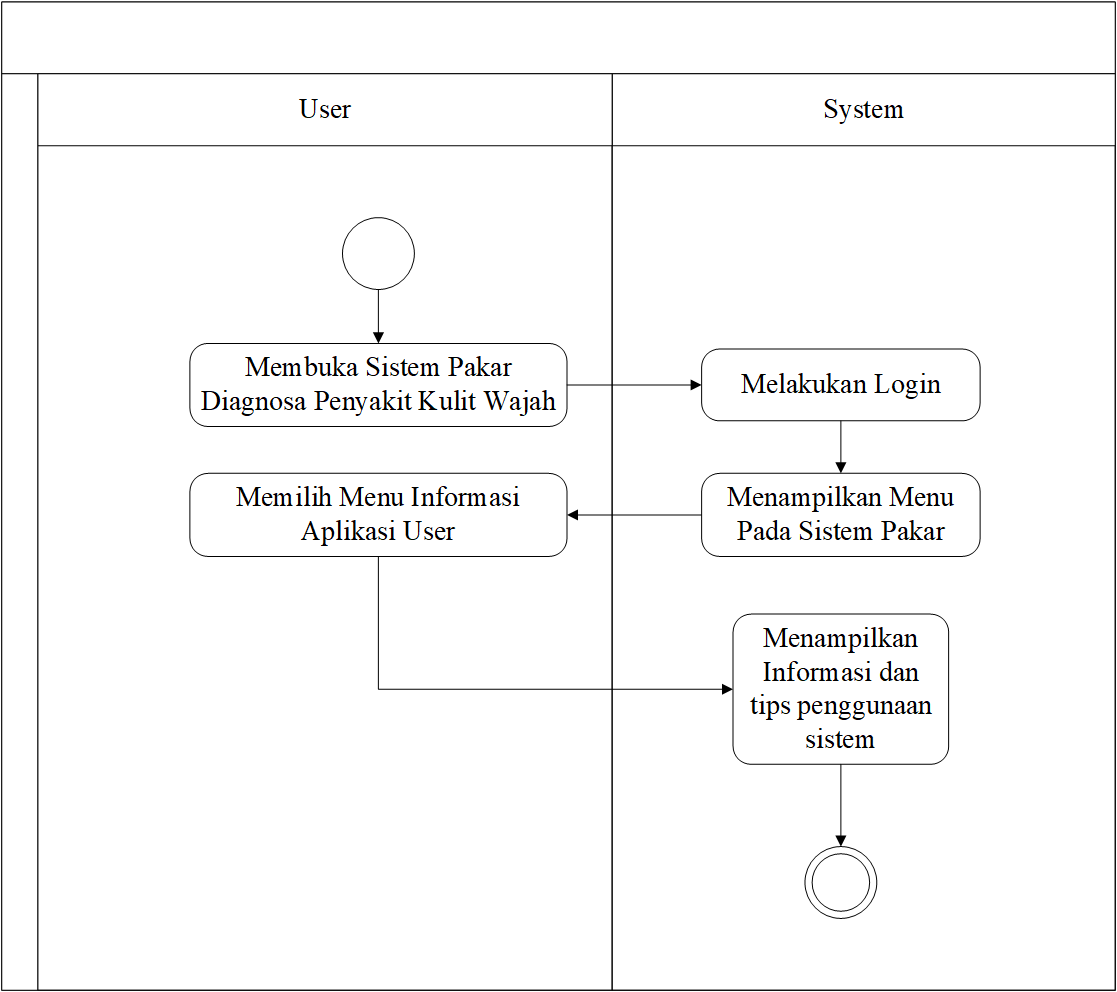 User
System
Membuka Sistem Pakar
Diagnosa Penyakit Kulit Wajah
Melakukan Login
Menampilkan Menu
Pada Sistem Pakar
Memilih Menu Informasi
Aplikasi User
Menampilkan
Informasi dan
tips penggunaan
sistem